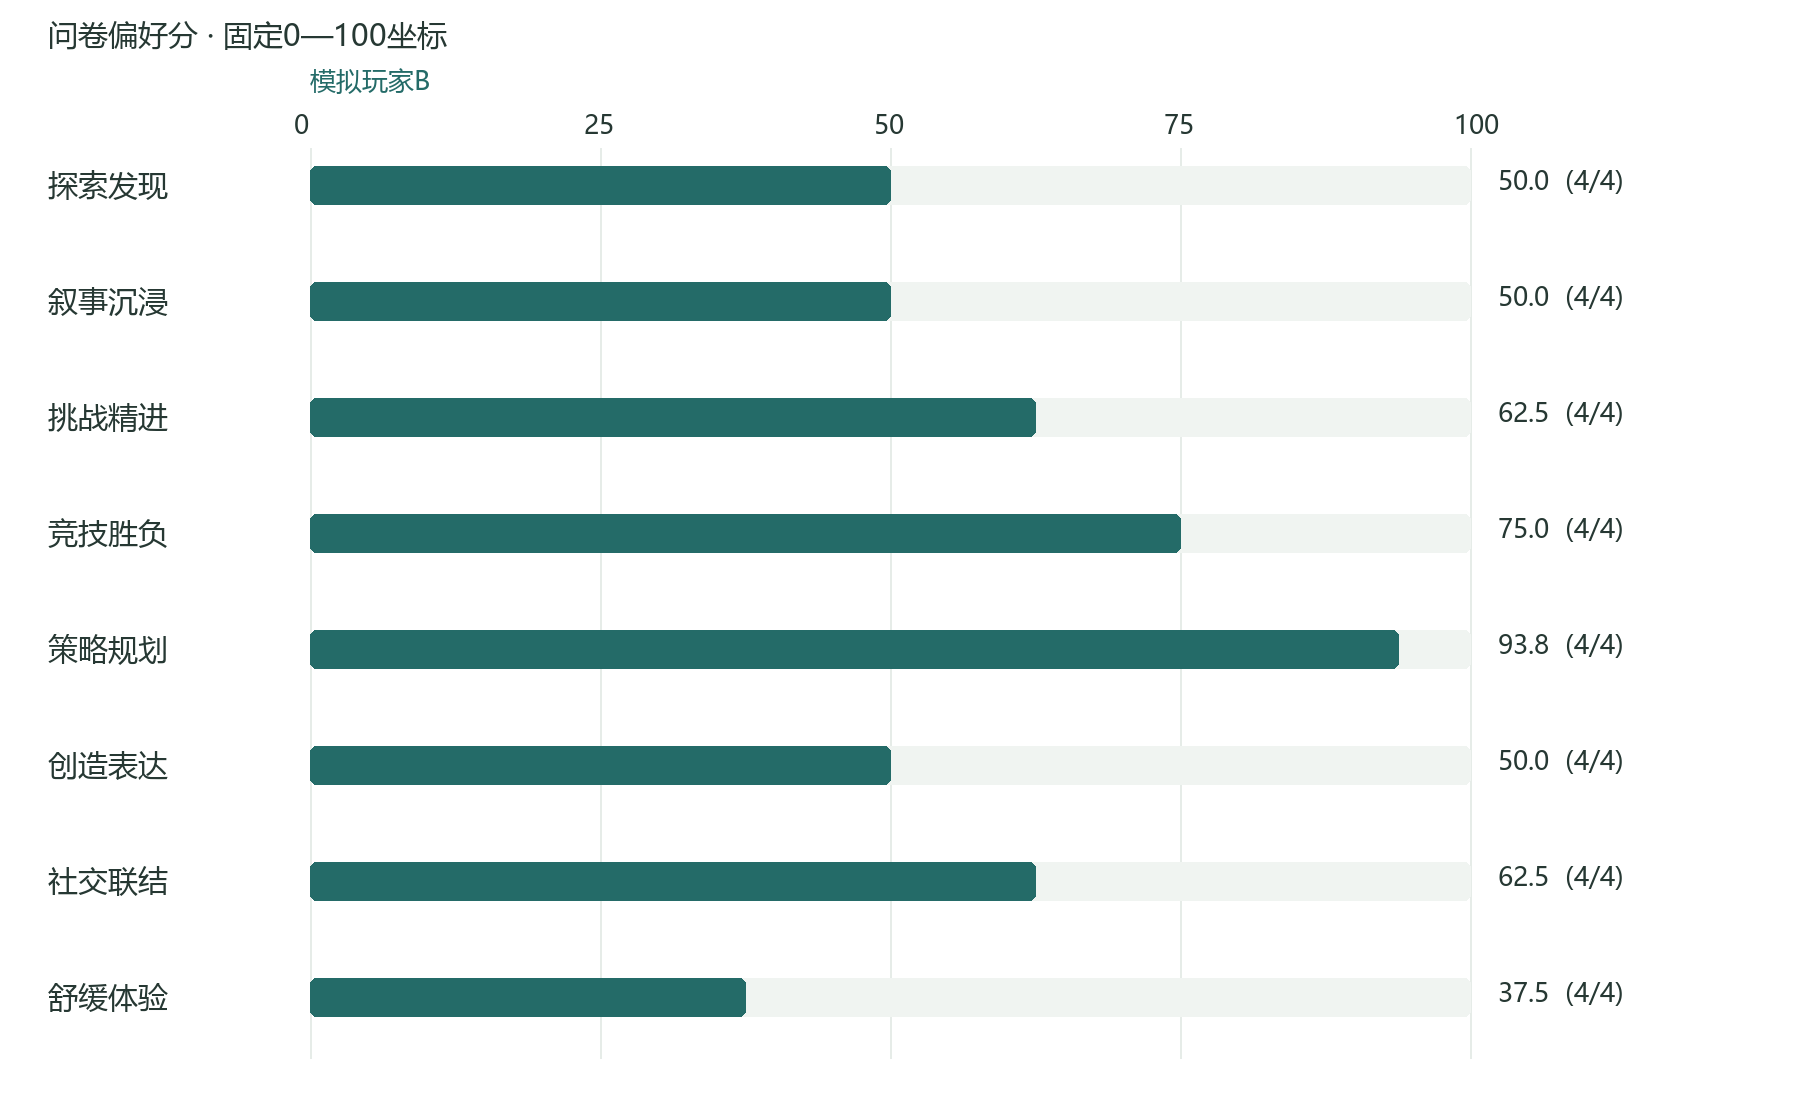 问卷偏好分 · 固定0—100坐标
模拟玩家B
0 25 50 75 100
探索发现 50.0 (4/4)
叙事沉浸 50.0 (4/4)
挑战精进 62.5 (4/4)
竞技胜负 75.0 (4/4)
策略规划 93.8 (4/4)
创造表达 50.0 (4/4)
社交联结 62.5 (4/4)
舒缓体验 37.5 (4/4)